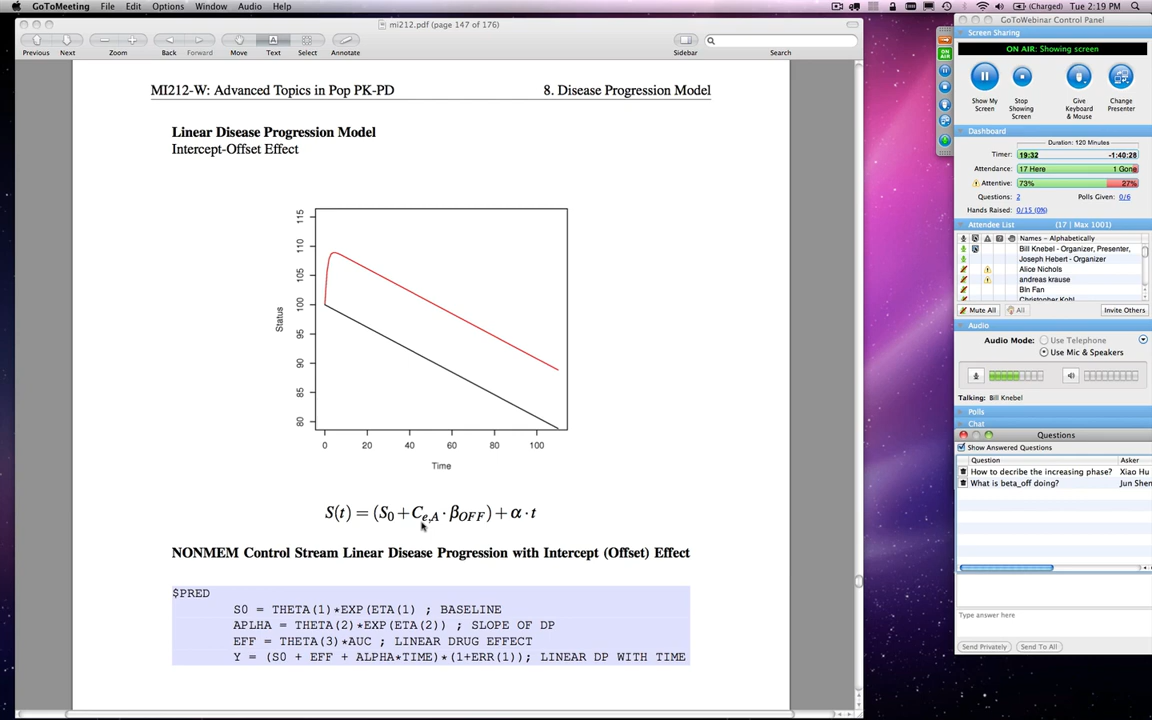 GoToMeeting File Edit Options Window Audio Help
(Charged) Tue 2:19 PM
mi212.pdf (page 147 of 176)
Previous Next Zoom Back Forward Move Text Select Annotate Sidebar Search
MI212-W: Advanced Topics in Pop PK-PD 8. Disease Progression Model
Linear Disease Progression Model
Intercept-Offset Effect
115
110
105
100
95
90
85
80
Status
0 20 40 60 80 100
Time
S(t) = (S0 + Ce,A · βOFF) + α · t
NONMEM Control Stream Linear Disease Progression with Intercept (Offset) Effect
$PRED
S0 = THETA(1)*EXP(ETA(1) ; BASELINE
APLHA = THETA(2)*EXP(ETA(2)) ; SLOPE OF DP
EFF = THETA(3)*AUC ; LINEAR DRUG EFFECT
Y = (S0 + EFF + ALPHA*TIME)*(1+ERR(1)); LINEAR DP WITH TIME
GoToWebinar Control Panel
Screen Sharing
ON AIR: Showing screen
ON AIR
Show My Screen
Stop Showing Screen
Give Keyboard & Mouse
Change Presenter
Dashboard
Duration: 120 Minutes
Timer: 19:32 -1:40:28
Attendance: 17 Here 1 Gone
Attentive: 73% 27%
Questions: 2 Polls Given: 0/6
Hands Raised: 0/15 (0%)
Attendee List (17 | Max 1001)
Names - Alphabetically
Bill Knebel - Organizer, Presenter,
Joseph Hebert - Organizer
Alice Nichols
andreas krause
BIn Fan
Christopher Kohl
Mute All All Invite Others
Audio
Audio Mode: Use Telephone
Use Mic & Speakers
Talking: Bill Knebel
Polls
Chat
Questions
Show Answered Questions
Question Asker
How to decribe the increasing phase? Xiao Hu
What is beta_off doing? Jun Shen
Type answer here
Send Privately Send To All